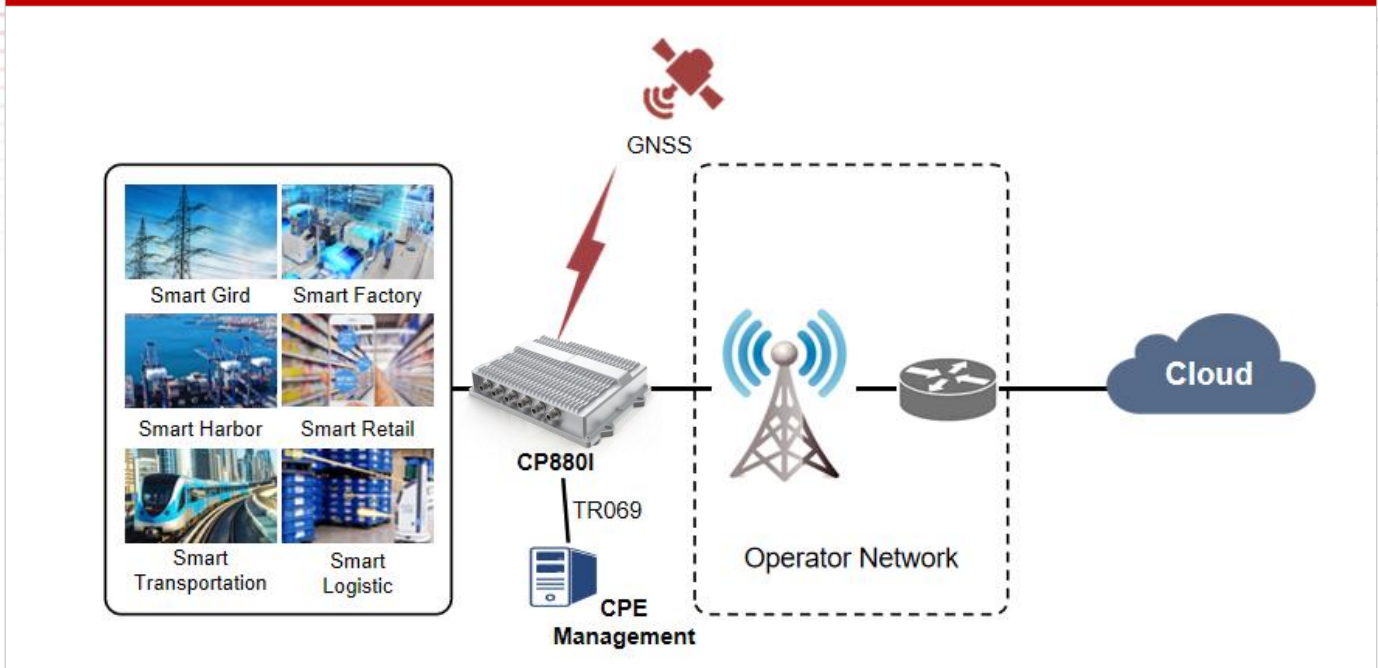 GNSS
Smart Gird
Smart Factory
Smart Harbor
Smart Retail
Smart
Transportation
Smart
Logistic
CP880I
TR069
CPE
Management
Operator Network
Cloud